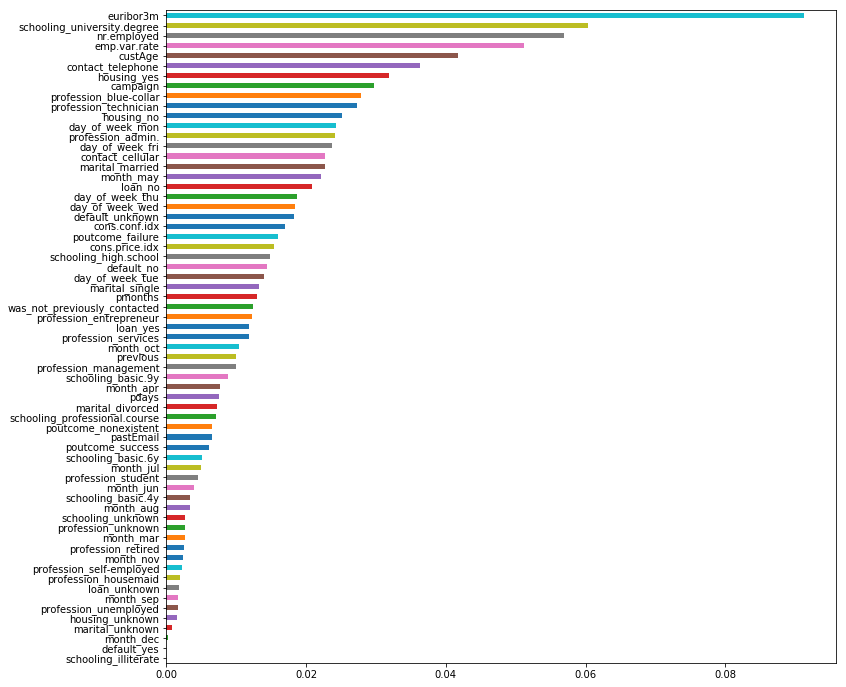 euribor3m
schooling_university.degree
nr.employed
emp.var.rate
custAge
contact_telephone
housing_yes
campaign
profession_blue-collar
profession_technician
housing_no
day_of_week_mon
profession_admin.
day_of_week_fri
contact_cellular
marital_married
month_may
loan_no
day_of_week_thu
day_of_week_wed
default_unknown
cons.conf.idx
poutcome_failure
cons.price.idx
schooling_high.school
default_no
day_of_week_tue
marital_single
pmonths
was_not_previously_contacted
profession_entrepreneur
loan_yes
profession_services
month_oct
previous
profession_management
schooling_basic.9y
month_apr
pdays
marital_divorced
schooling_professional.course
poutcome_nonexistent
pastEmail
poutcome_success
schooling_basic.6y
month_jul
profession_student
month_jun
schooling_basic.4y
month_aug
schooling_unknown
profession_unknown
month_mar
profession_retired
month_nov
profession_self-employed
profession_housemaid
loan_unknown
month_sep
profession_unemployed
housing_unknown
marital_unknown
month_dec
default_yes
schooling_illiterate
0.00 0.02 0.04 0.06 0.08